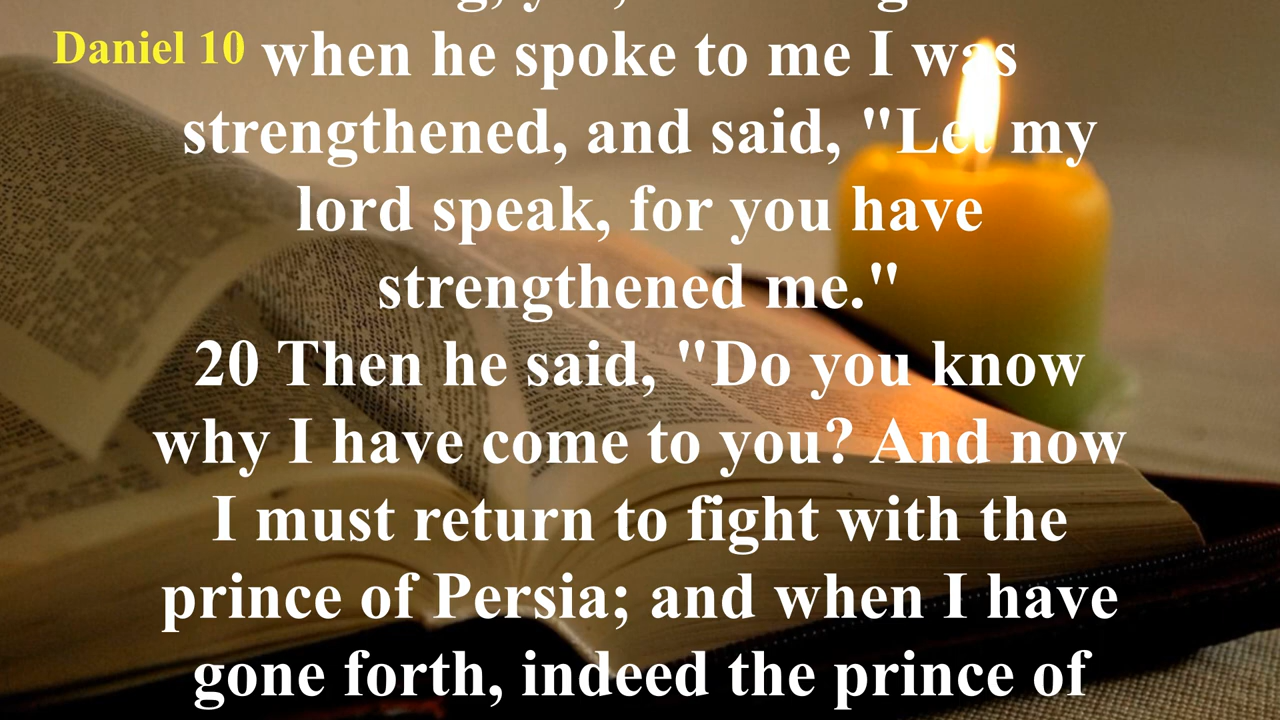 Daniel 10
when he spoke to me I was
strengthened, and said, "Let my
lord speak, for you have
strengthened me."
20 Then he said, "Do you know
why I have come to you? And now
I must return to fight with the
prince of Persia; and when I have
gone forth, indeed the prince of